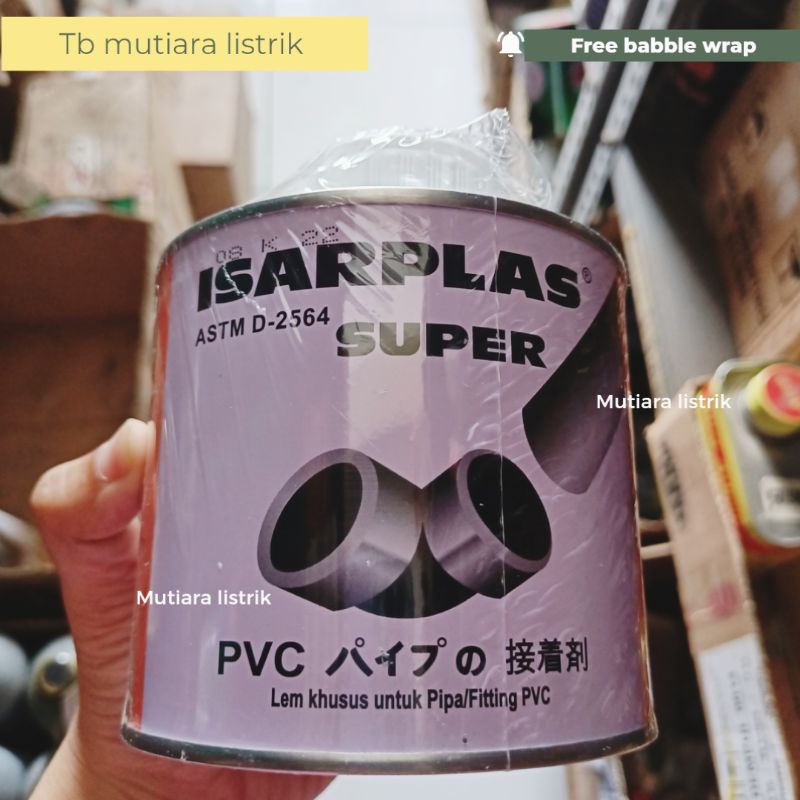 Tb mutiara listrik
Free babble wrap
08 K 22
ISARPLAS®
ASTM D-2564
SUPER
Mutiara listrik
Mutiara listrik
PVC パイプの 接着剤
Lem khusus untuk Pipa/Fitting PVC